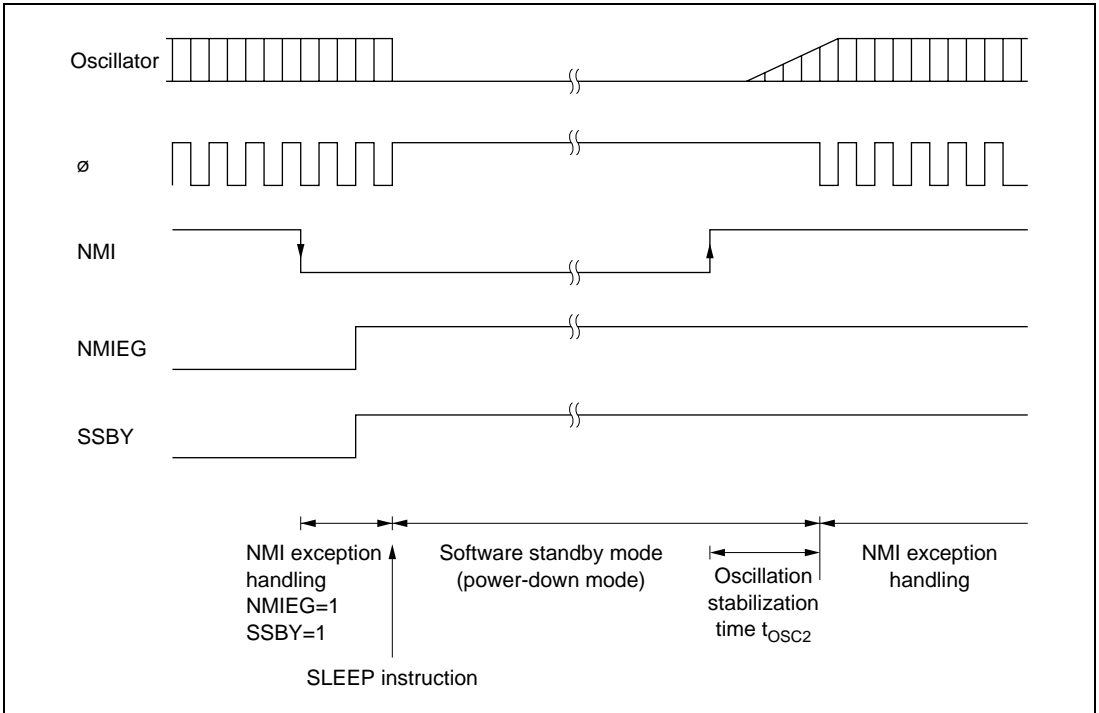 Oscillator
ø
NMI
NMIEG
SSBY
NMI exception
handling
NMIEG=1
SSBY=1
Software standby mode
(power-down mode)
Oscillation
stabilization
time tOSC2
NMI exception
handling
SLEEP instruction